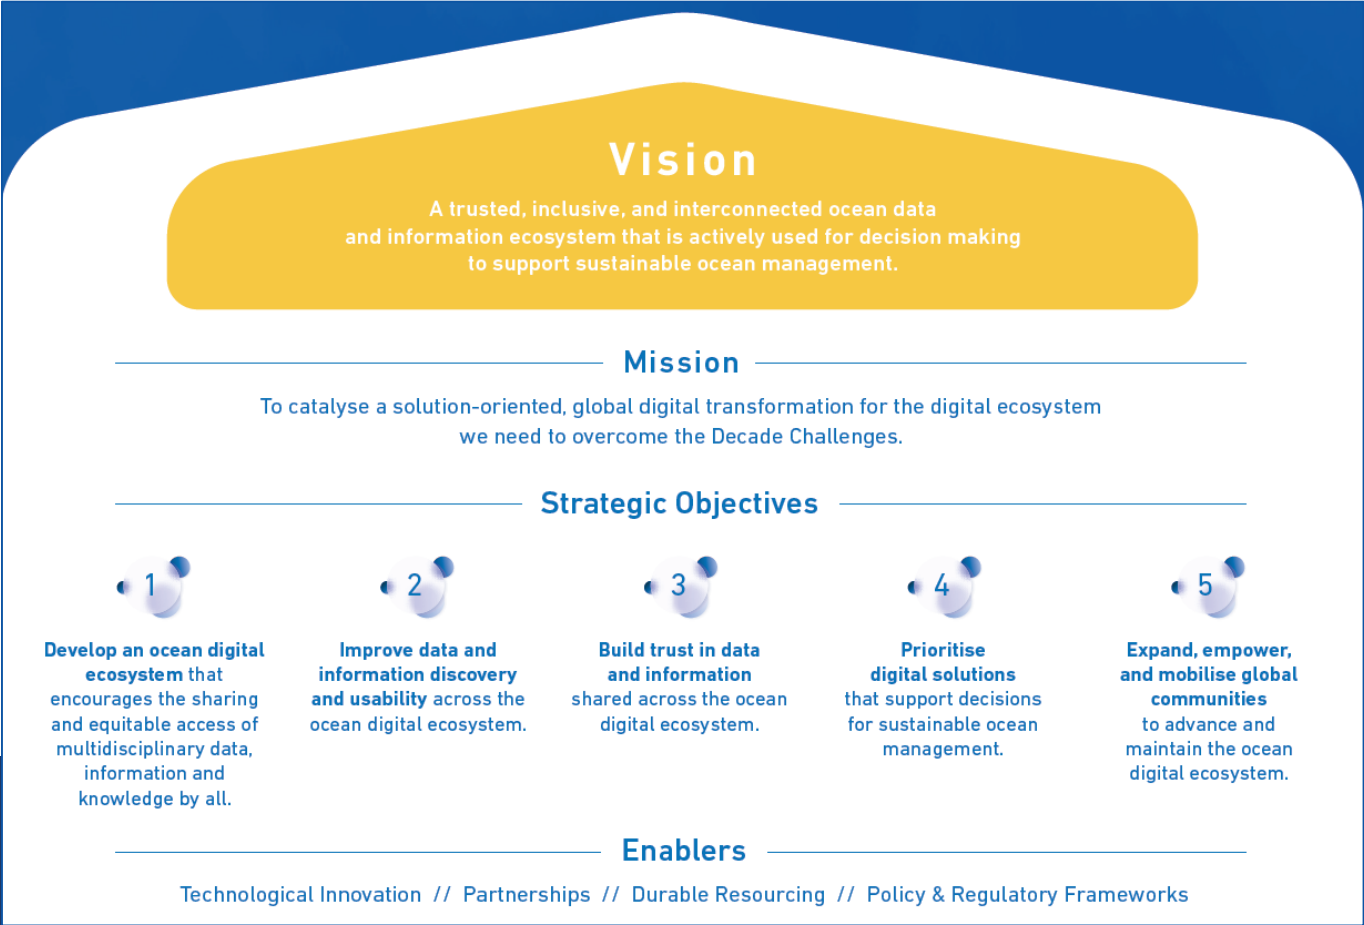 Vision
A trusted, inclusive, and interconnected ocean data
and information ecosystem that is actively used for decision making
to support sustainable ocean management.
Mission
To catalyse a solution-oriented, global digital transformation for the digital ecosystem
we need to overcome the Decade Challenges.
Strategic Objectives
1
Develop an ocean digital
ecosystem that
encourages the sharing
and equitable access of
multidisciplinary data,
information and
knowledge by all.
2
Improve data and
information discovery
and usability across the
ocean digital ecosystem.
3
Build trust in data
and information
shared across the ocean
digital ecosystem.
4
Prioritise
digital solutions
that support decisions
for sustainable ocean
management.
5
Expand, empower,
and mobilise global
communities
to advance and
maintain the ocean
digital ecosystem.
Enablers
Technological Innovation // Partnerships // Durable Resourcing // Policy & Regulatory Frameworks